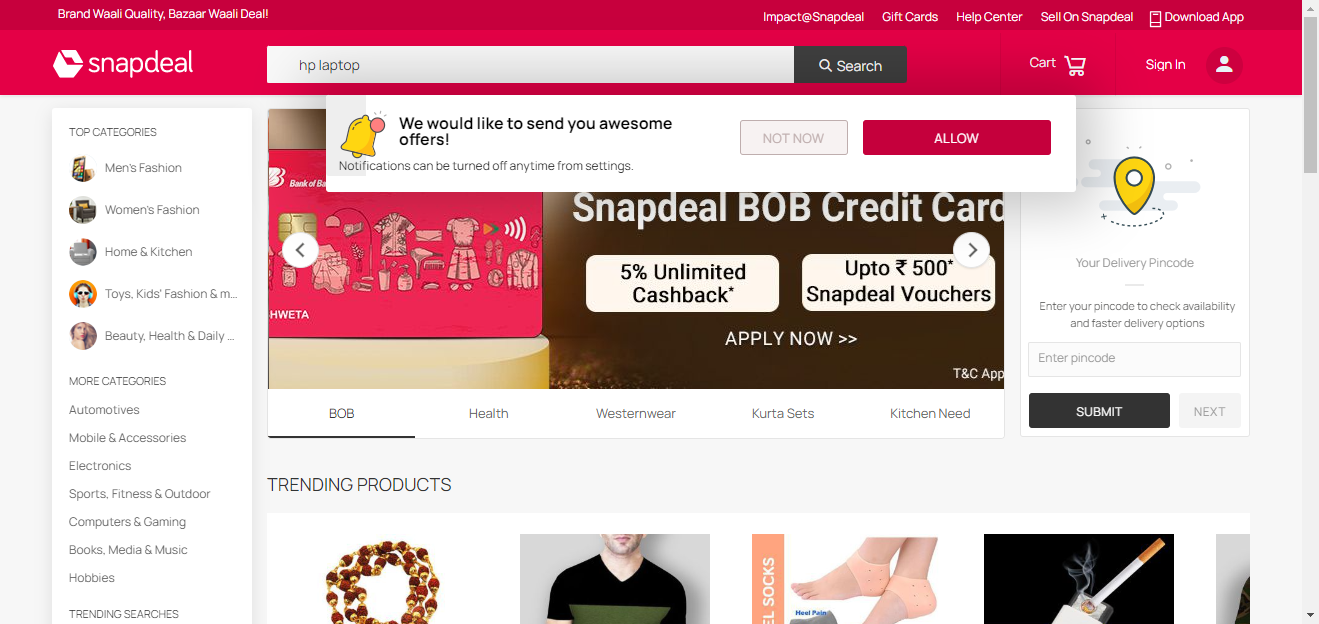 Brand Waali Quality, Bazaar Waali Deal!
Impact@Snapdeal
Gift Cards
Help Center
Sell On Snapdeal
Download App
snapdeal
hp laptop
Search
Cart
Sign In
We would like to send you awesome
offers!
Notifications can be turned off anytime from settings.
NOT NOW
ALLOW
TOP CATEGORIES
Men's Fashion
Women's Fashion
Home & Kitchen
Toys, Kids' Fashion & m...
Beauty, Health & Daily ...
MORE CATEGORIES
Automotives
Mobile & Accessories
Electronics
Sports, Fitness & Outdoor
Computers & Gaming
Books, Media & Music
Hobbies
TRENDING SEARCHES
Bank of Ba
HWETA
Snapdeal BOB Credit Card
5% Unlimited
Cashback*
Upto ₹ 500*
Snapdeal Vouchers
APPLY NOW >>
T&C App
BOB
Health
Westernwear
Kurta Sets
Kitchen Need
Your Delivery Pincode
Enter your pincode to check availability
and faster delivery options
Enter pincode
SUBMIT
NEXT
TRENDING PRODUCTS
EL SOCKS
Heel Pain